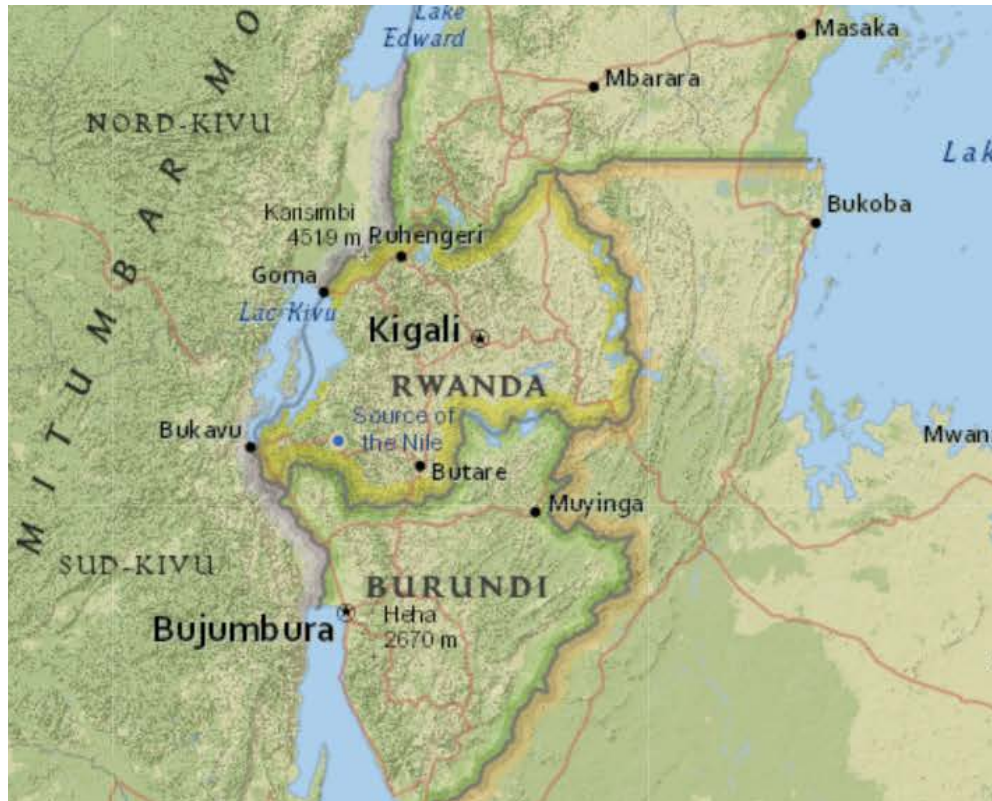 Lake
Edward
Masaka
Mbarara
NORD-KIVU
MITUMBAR MO
Lak
Bukoba
Karisimbi
4519 m
Ruhengeri
Goma
Lac Kivu
Kigali
RWANDA
Source of
the Nile
Bukavu
Mwan
Butare
Muyinga
SUD-KIVU
BURUNDI
Heha
2670 m
Bujumbura